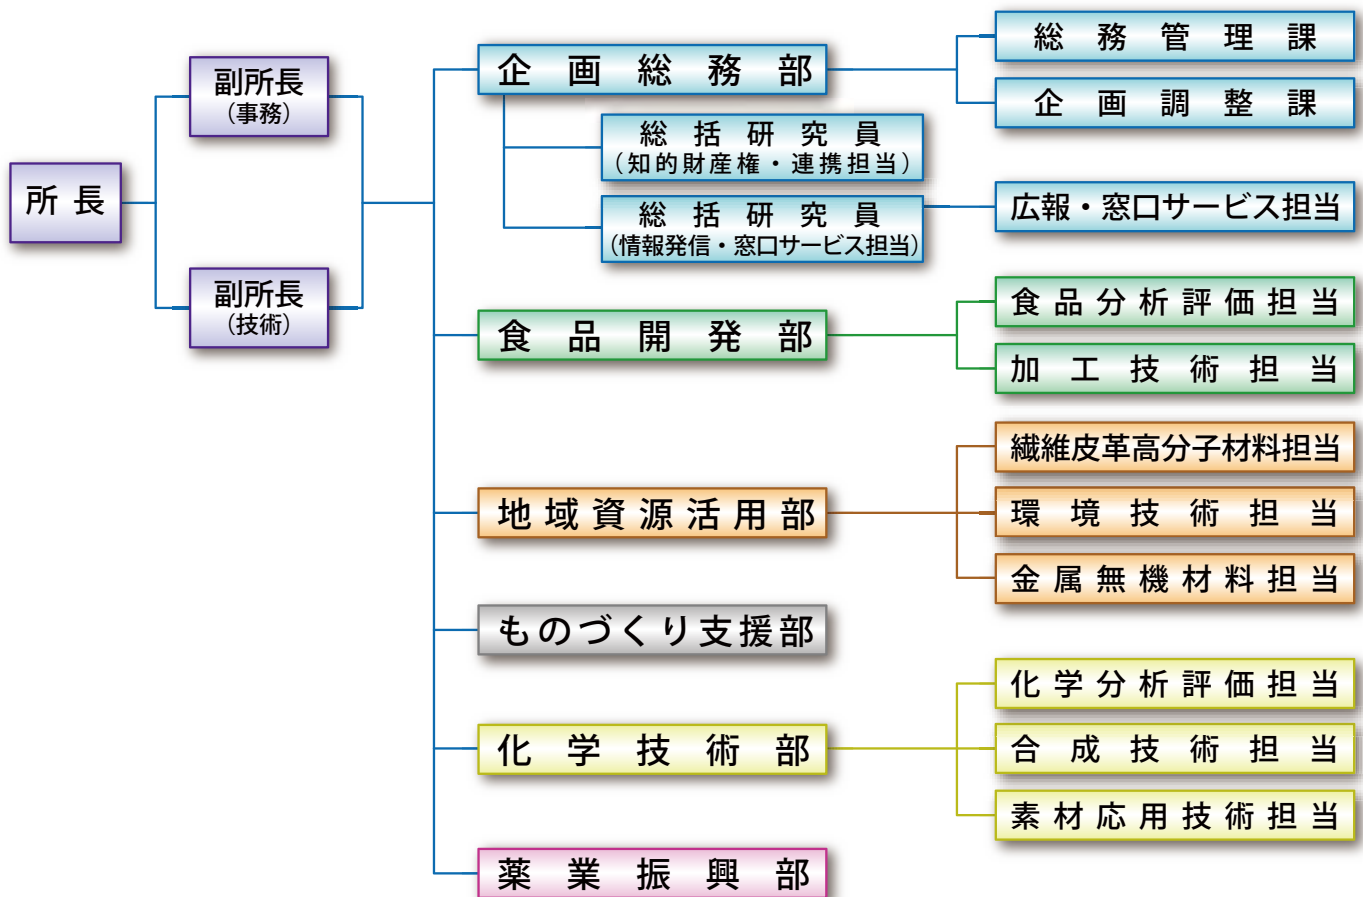 所長
副所長
(事務)
副所長
(技術)
企画総務部
総務管理課
企画調整課
総括研究員
(知的財産権・連携担当)
総括研究員
(情報発信・窓口サービス担当)
広報・窓口サービス担当
食品開発部
食品分析評価担当
加工技術担当
地域資源活用部
繊維皮革高分子材料担当
環境技術担当
金属無機材料担当
ものづくり支援部
化学技術部
化学分析評価担当
合成技術担当
素材応用技術担当
薬業振興部